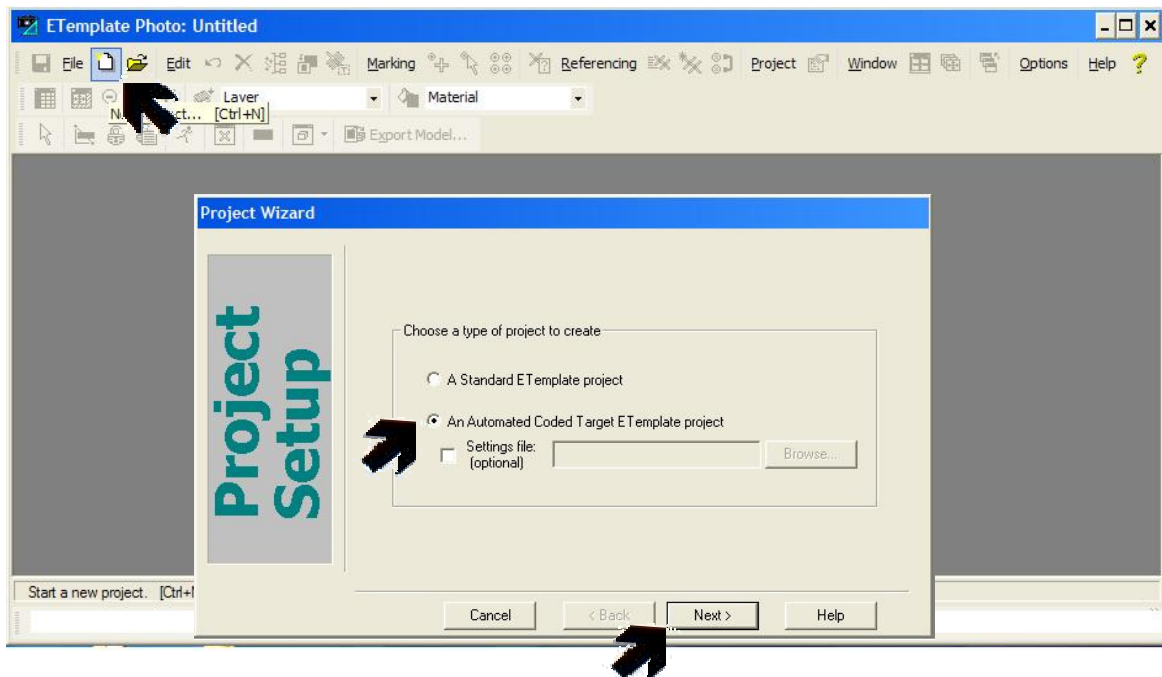 ETemplate Photo: Untitled
File Edit Marking Referencing Project Window Options Help
Layer Material
[Ctrl+N]
Export Model...
Project Wizard
Project
Setup
Choose a type of project to create
A Standard ETemplate project
An Automated Coded Target ETemplate project
Settings file:
(optional)
Browse...
Start a new project. [Ctrl+N
Cancel < Back Next > Help